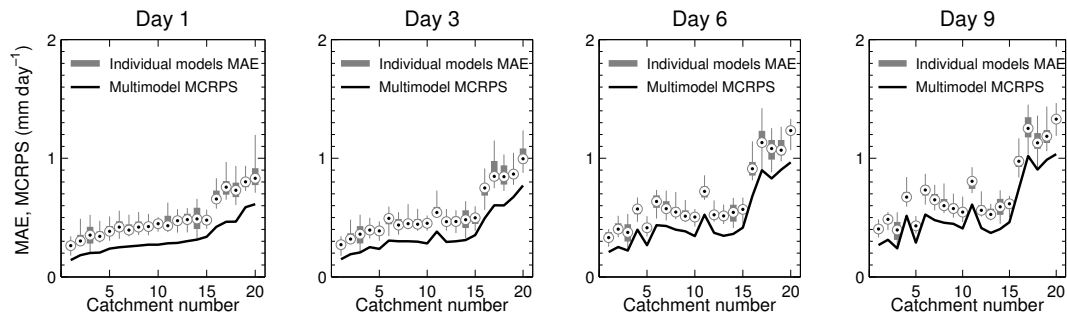 Day 1
Day 3
Day 6
Day 9
MAE, MCRPS (mm day⁻¹)
2
1
0
Individual models MAE
Multimodel MCRPS
5 10 15 20
Catchment number
2
1
0
Individual models MAE
Multimodel MCRPS
5 10 15 20
Catchment number
2
1
0
Individual models MAE
Multimodel MCRPS
5 10 15 20
Catchment number
2
1
0
Individual models MAE
Multimodel MCRPS
5 10 15 20
Catchment number